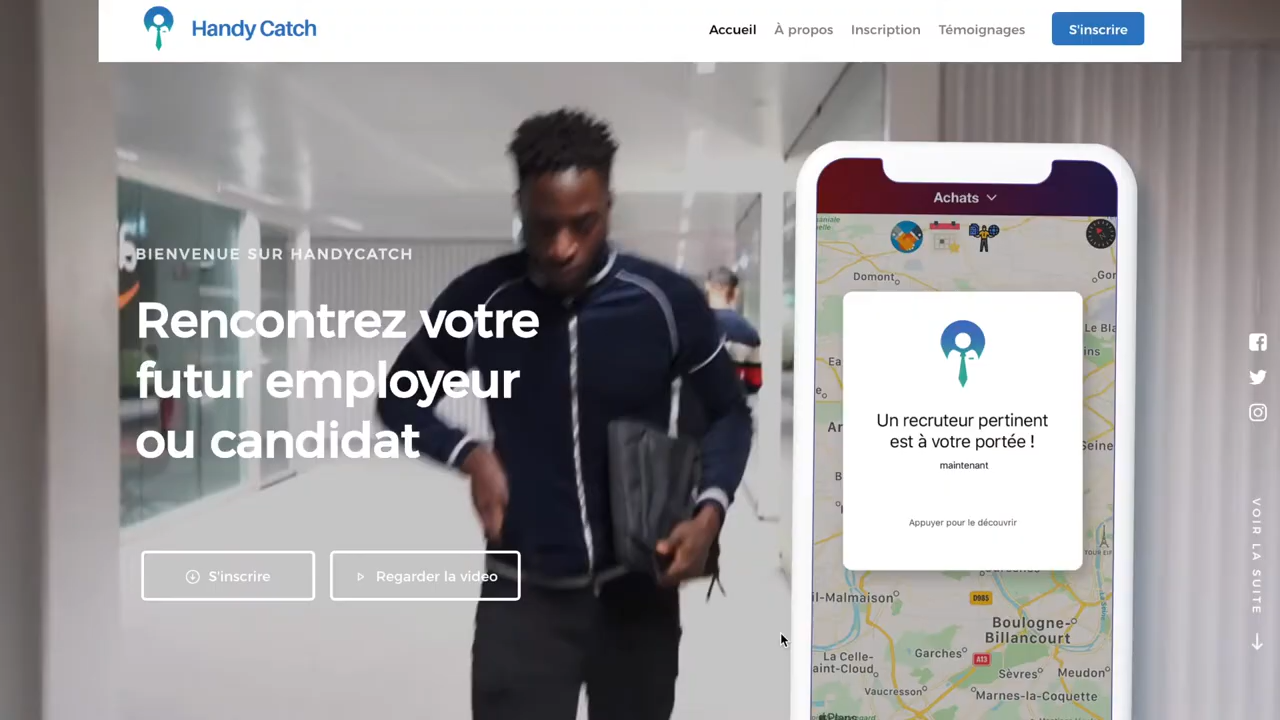 Handy Catch
Accueil
À propos
Inscription
Témoignages
S'inscrire
BIENVENUE SUR HANDYCATCH
Rencontrez votre
futur employeur
ou candidat
S'inscrire
Regarder la video
Achats
Domont
Un recruteur pertinent
est à votre portée !
maintenant
Appuyer pour le découvrir
D985
Boulogne-
Billancourt
il-Malmaison
Garches
A13
La Celle-
aint-Cloud
Sèvres
Meudon
Vaucresson
Marnes-la-Coquette
Plans
VOIR LA SUITE